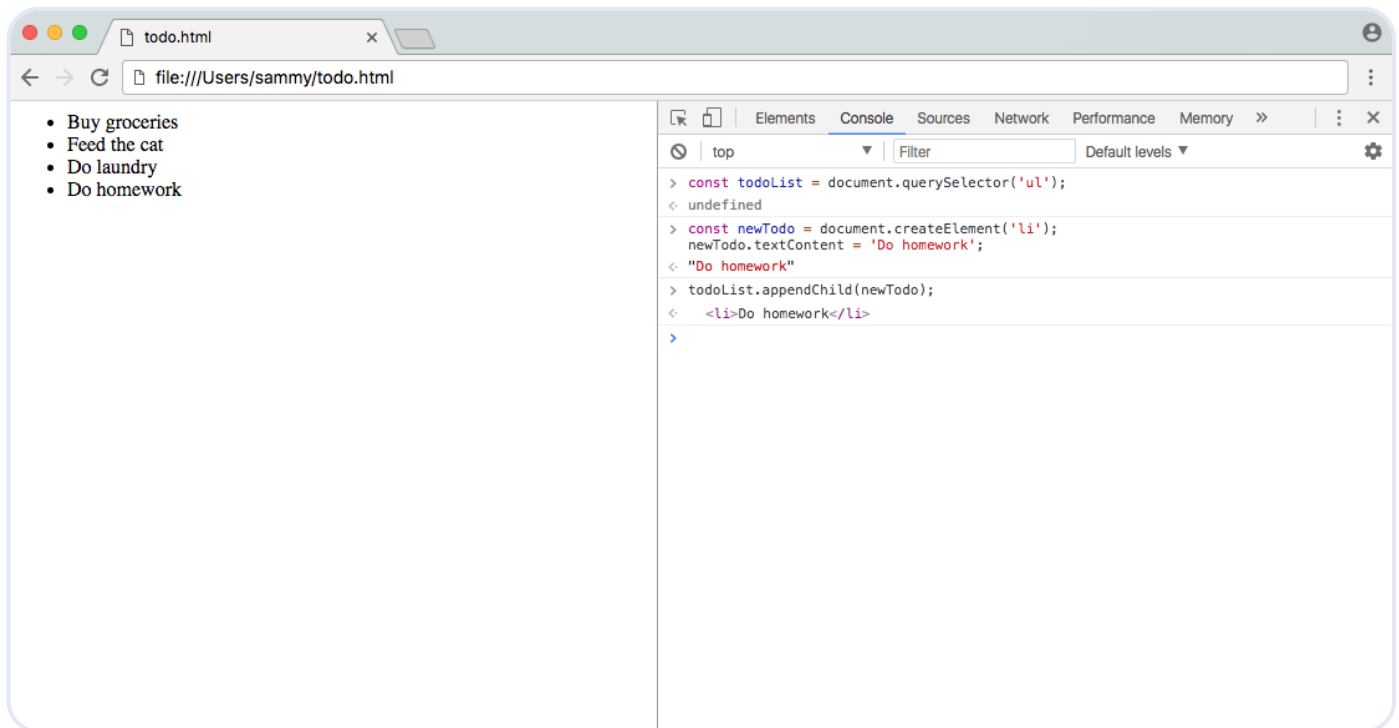 todo.html
file:///Users/sammy/todo.html
Buy groceries
Feed the cat
Do laundry
Do homework
Elements Console Sources Network Performance Memory »
top Filter Default levels
> const todoList = document.querySelector('ul');
undefined
> const newTodo = document.createElement('li');
newTodo.textContent = 'Do homework';
"Do homework"
> todoList.appendChild(newTodo);
<li>Do homework</li>
>